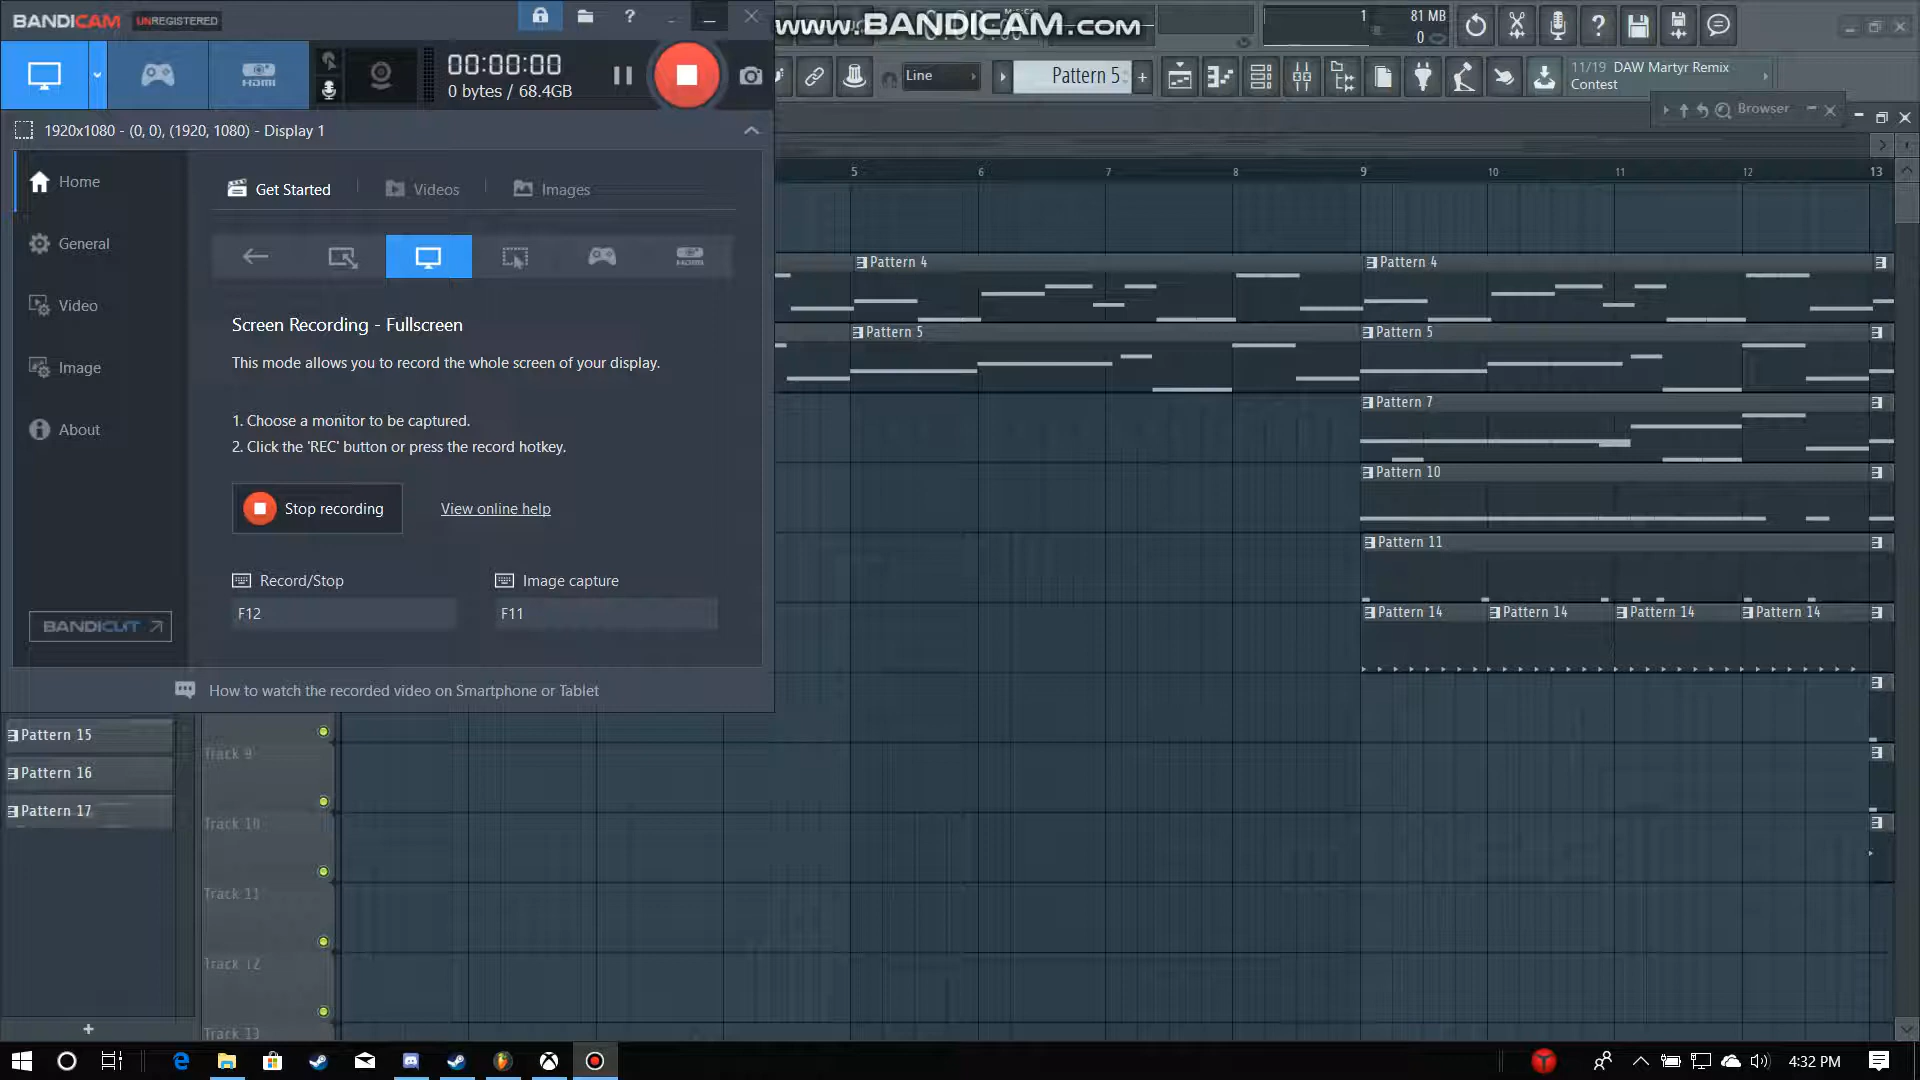 BANDICAM UNREGISTERED
www.BANDICAM.com
1
81 MB
0
00:00:00
0 bytes / 68.4GB
HDMI
Line
Pattern 5
11/19 DAW Martyr Remix
Contest
Browser
1920x1080 - (0, 0), (1920, 1080) - Display 1
Home
General
Video
Image
About
BANDICUT
Get Started
Videos
Images
HDMI
Screen Recording - Fullscreen
This mode allows you to record the whole screen of your display.
1. Choose a monitor to be captured.
2. Click the 'REC' button or press the record hotkey.
Stop recording
View online help
Record/Stop
Image capture
F12
F11
How to watch the recorded video on Smartphone or Tablet
5 6 7 8 9 10 11 12 13
Pattern 4 Pattern 4
Pattern 5 Pattern 5
Pattern 7
Pattern 10
Pattern 11
Pattern 14 Pattern 14 Pattern 14 Pattern 14
Pattern 15
Pattern 16
Pattern 17
Track 9
Track 10
Track 11
Track 12
Track 13
4:32 PM